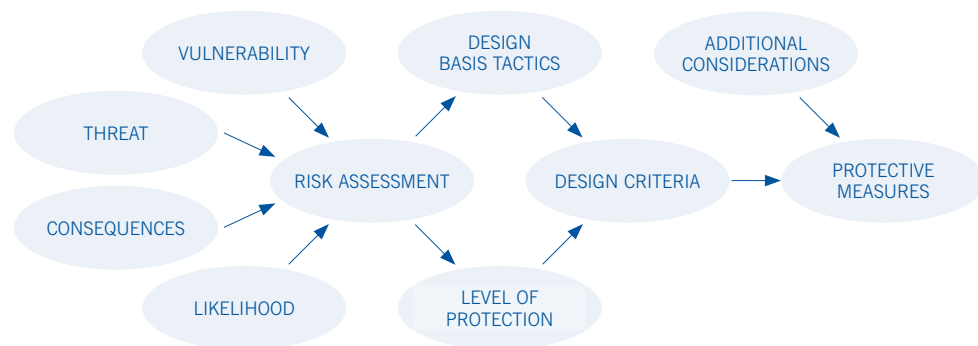 VULNERABILITY
DESIGN
BASIS TACTICS
ADDITIONAL
CONSIDERATIONS
THREAT
RISK ASSESSMENT
DESIGN CRITERIA
PROTECTIVE
MEASURES
CONSEQUENCES
LIKELIHOOD
LEVEL OF
PROTECTION